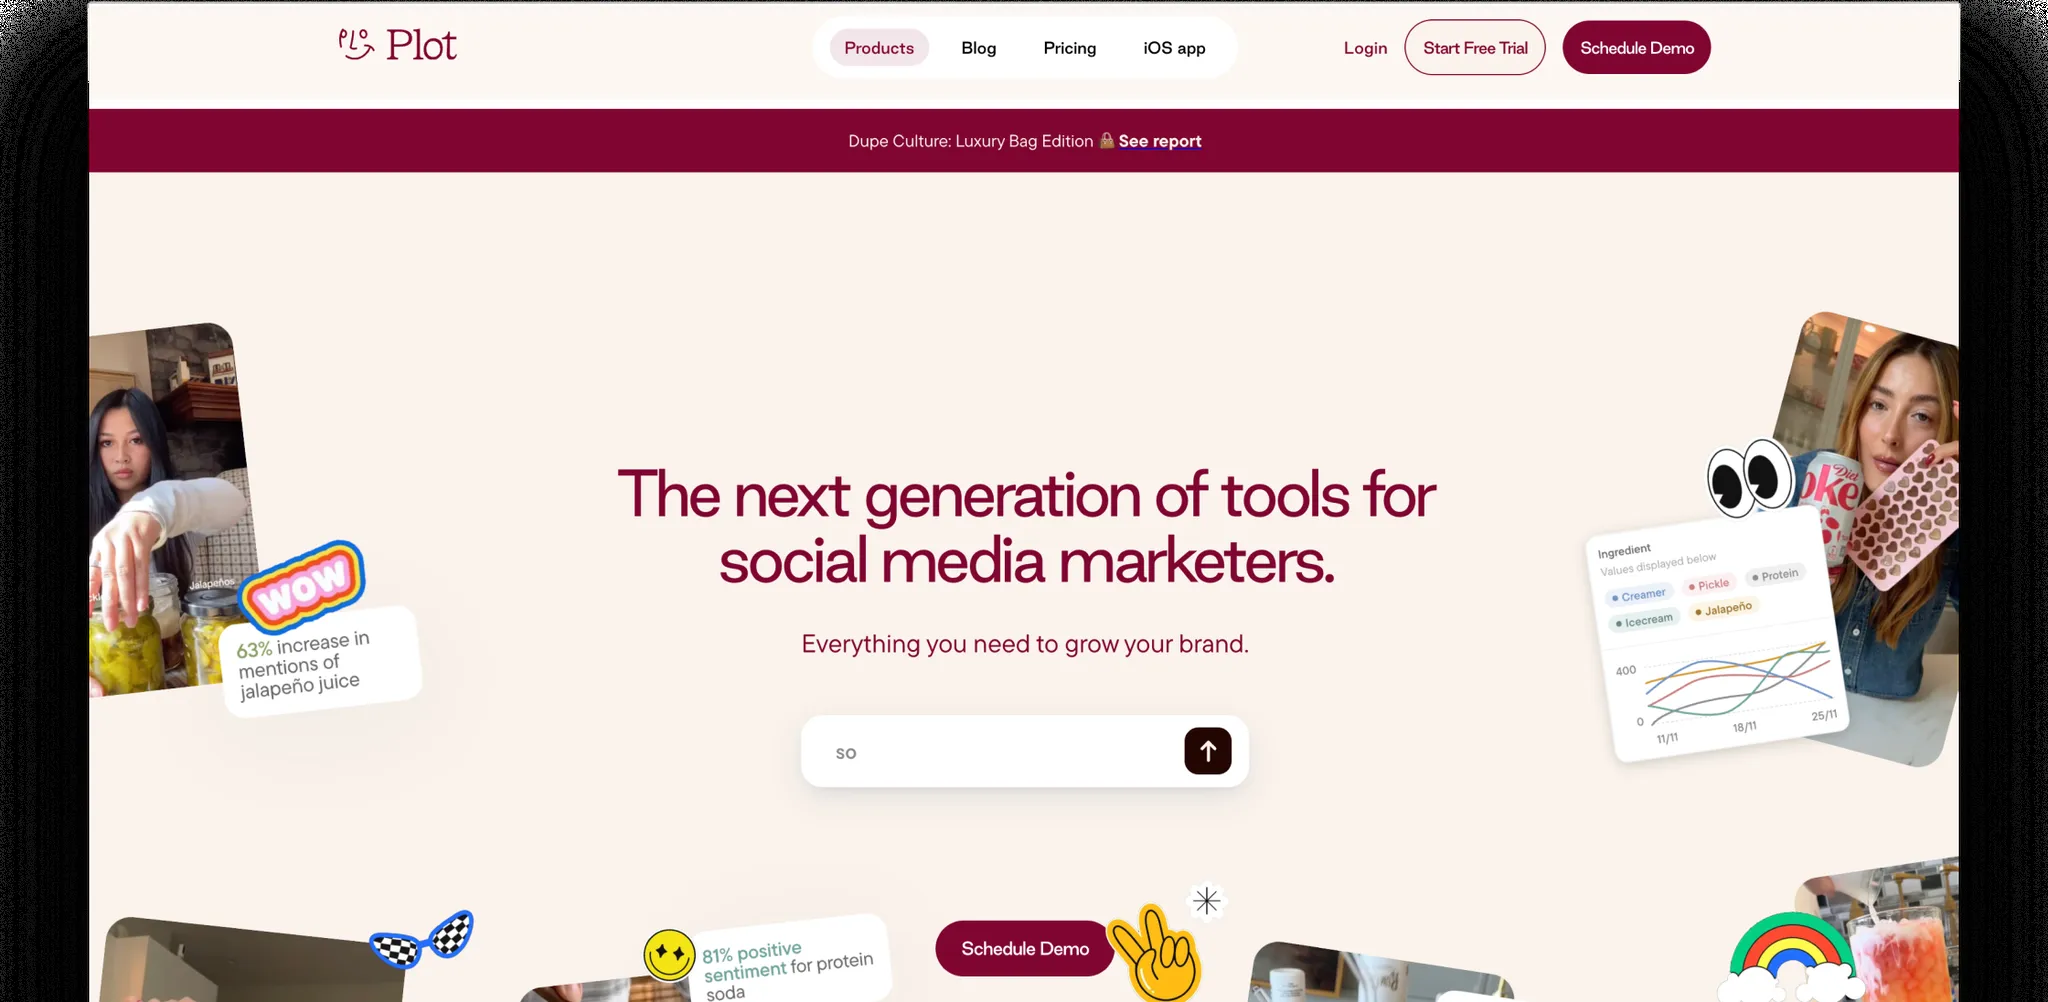 Plot
Products
Blog
Pricing
iOS app
Login
Start Free Trial
Schedule Demo
Dupe Culture: Luxury Bag Edition 👜 See report
The next generation of tools for
social media marketers.
Everything you need to grow your brand.
so
Jalapeños
WOW
63% increase in
mentions of
jalapeño juice
Diet
oke
Ingredient
Values displayed below
Creamer
Pickle
Protein
Icecream
Jalapeño
400
0
11/11
18/11
25/11
81% positive
sentiment for protein
soda
Schedule Demo